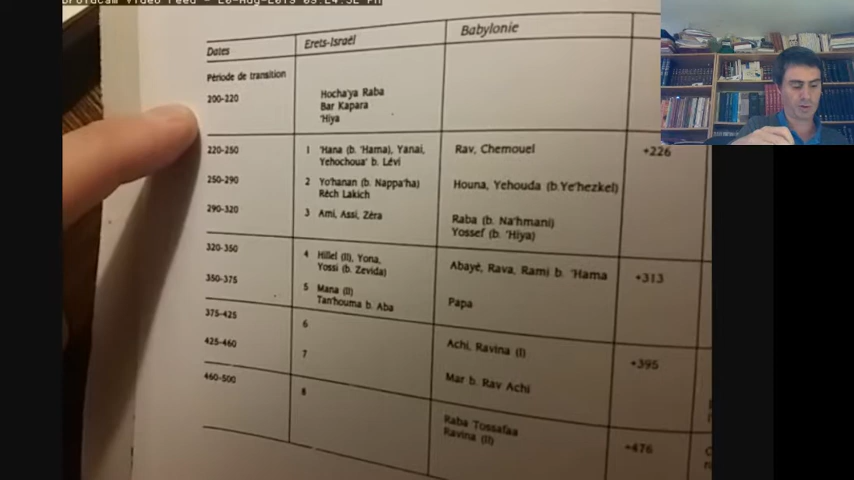 Dates Erets-Israël Babylonie
Période de transition
200-220 Hocha'ya Raba
Bar Kapara
'Hiya
220-250 1 'Hana (b. 'Hama), Yanaï, Rav, Chemouel +226
Yehochoua' b. Lévi
250-290 2 Yo'hanan (b. Nappa'ha) Houna, Yehouda (b.Ye'hezkel)
Rèch Lakich
290-320 3 Ami, Assi, Zéra Raba (b. Na'hmani)
Yossef (b. 'Hiya)
320-350 4 Hillel (II), Yona, Abayé, Rava, Rami b. 'Hama +313
Yossi (b. Zevida)
350-375 5 Mana (II) Papa
Tan'houma b. Aba
375-425 6 Achi, Ravina (I) +395
425-460 7 Mar b. Rav Achi
460-500 8 Raba Tossafaa +476
Ravina (II)